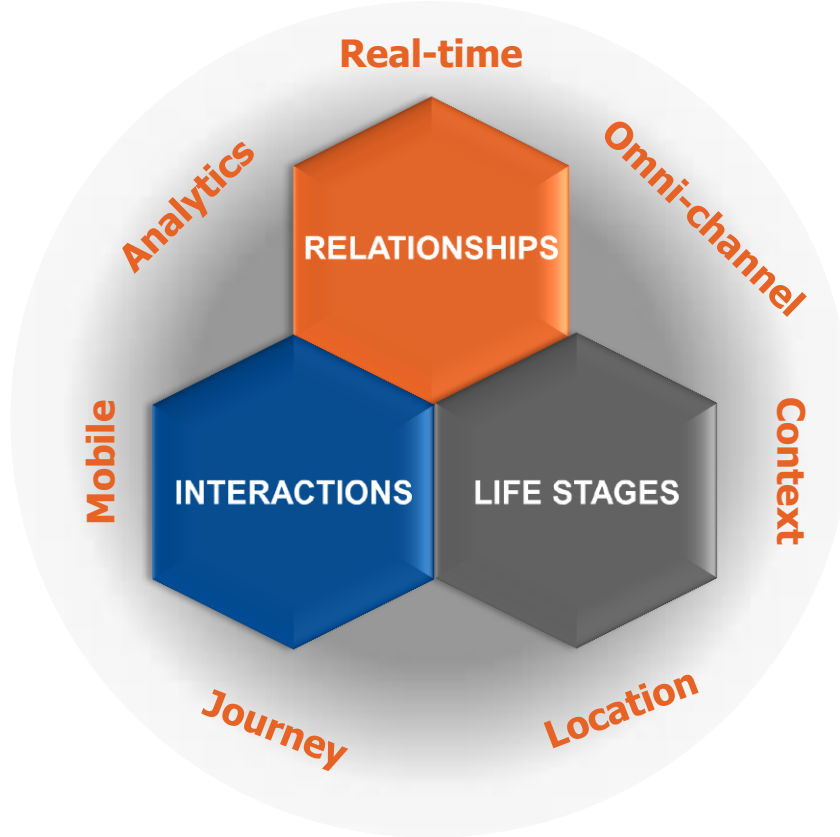 Real-time
Omni-channel
Analytics
RELATIONSHIPS
Mobile
Context
INTERACTIONS
LIFE STAGES
Journey
Location